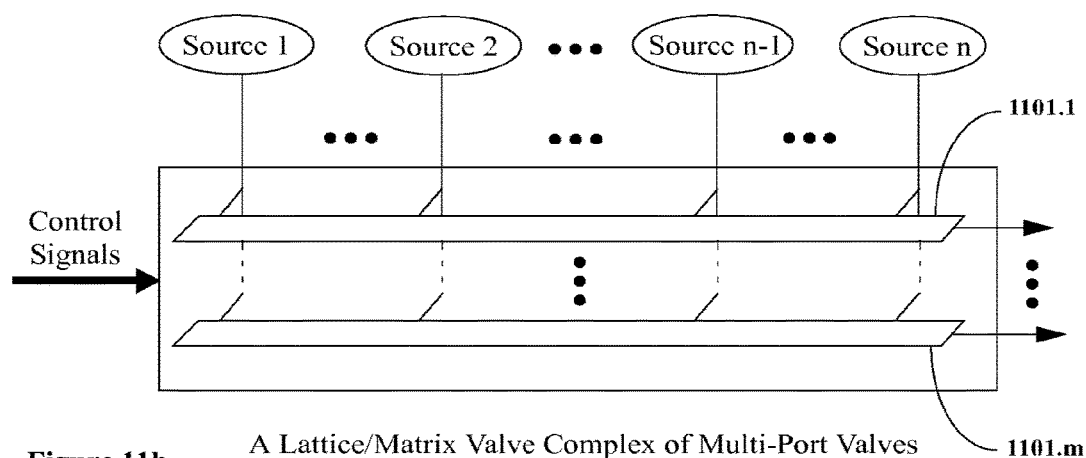 Source 1 Source 2 Source n-1 Source n
1101.1
Control
Signals
A Lattice/Matrix Valve Complex of Multi-Port Valves
1101.m
Figure 11b